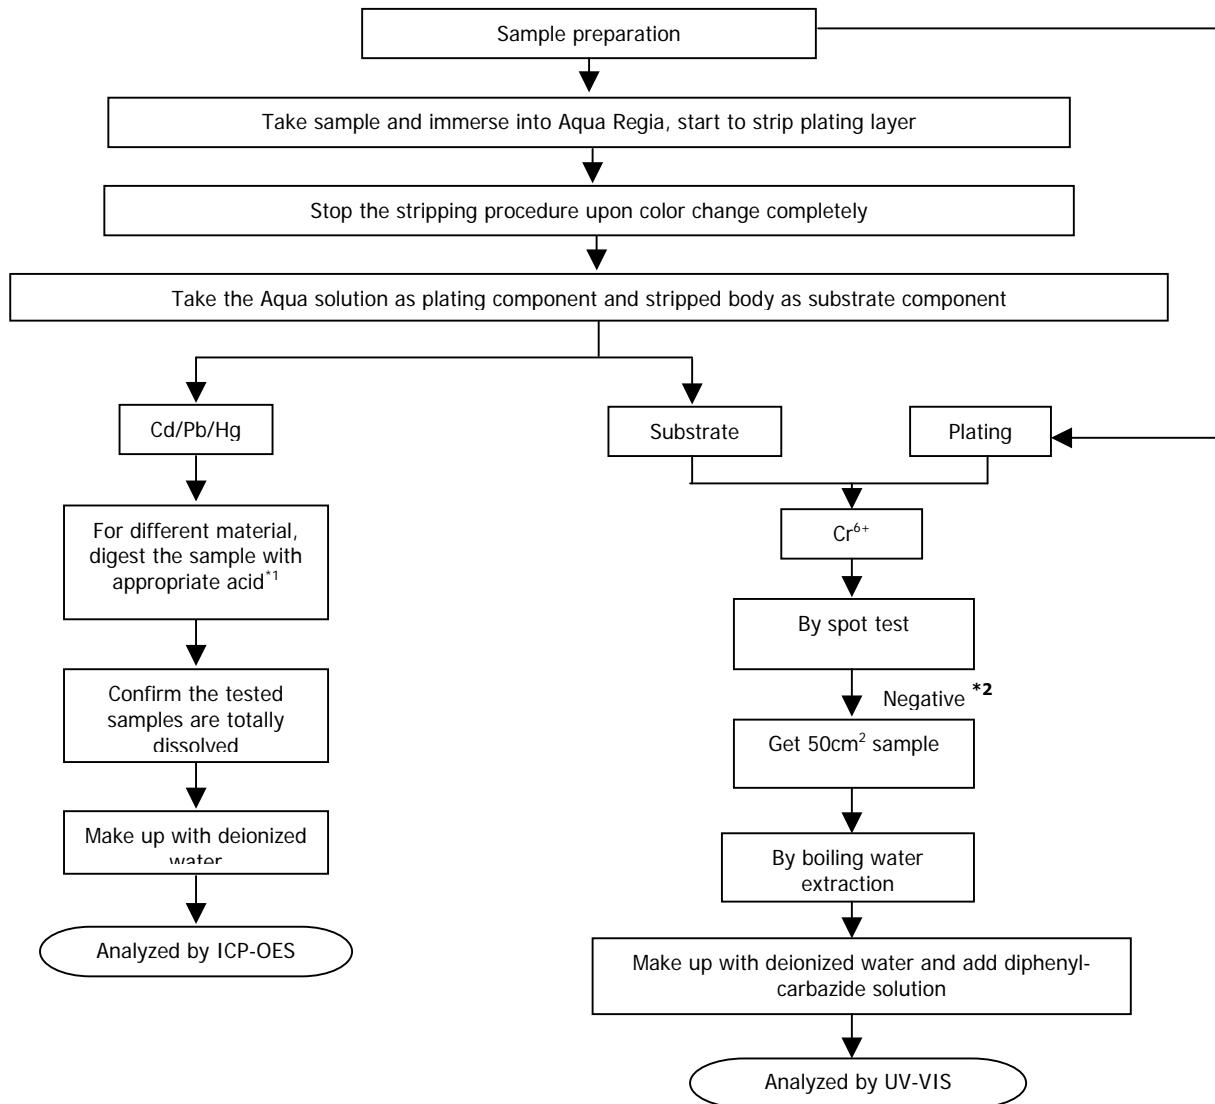 Sample preparation
Take sample and immerse into Aqua Regia, start to strip plating layer
Stop the stripping procedure upon color change completely
Take the Aqua solution as plating component and stripped body as substrate component
Cd/Pb/Hg
Substrate
Plating
For different material,
digest the sample with
appropriate acid*1
Cr6+
By spot test
Confirm the tested
samples are totally
dissolved
Negative *2
Get 50cm2 sample
Make up with deionized
water
By boiling water
extraction
Analyzed by ICP-OES
Make up with deionized water and add diphenyl-
carbazide solution
Analyzed by UV-VIS